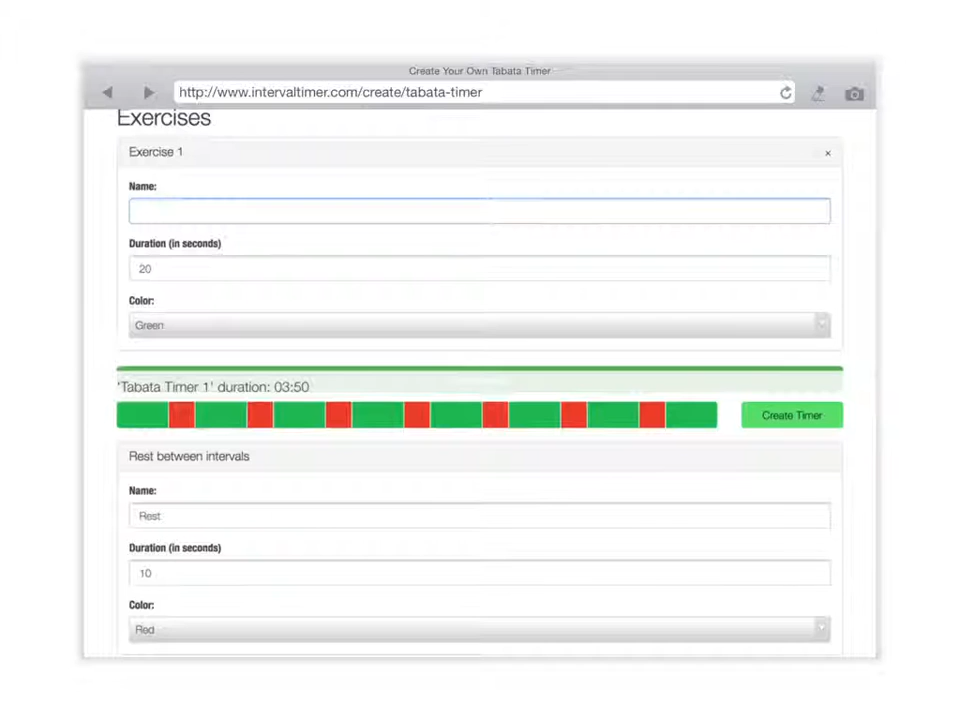 Create Your Own Tabata Timer
http://www.intervaltimer.com/create/tabata-timer
Exercises
Exercise 1 ×
Name:
Duration (in seconds)
20
Color:
Green
'Tabata Timer 1' duration: 03:50
Create Timer
Rest between intervals
Name:
Rest
Duration (in seconds)
10
Color:
Red